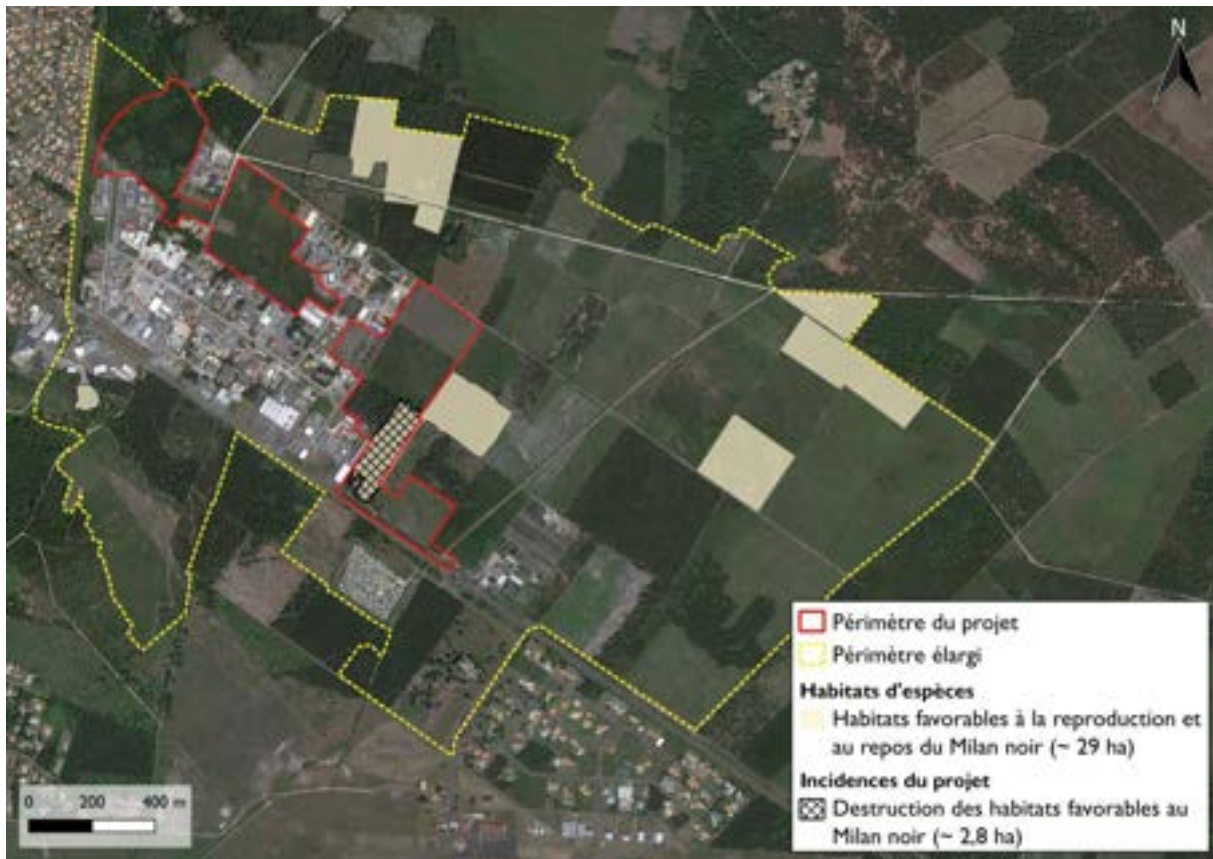 N
Périmètre du projet
Périmètre élargi
Habitats d'espèces
Habitats favorables à la reproduction et
au repos du Milan noir (~ 29 ha)
Incidences du projet
Destruction des habitats favorables au
Milan noir (~ 2,8 ha)
0 200 400 m